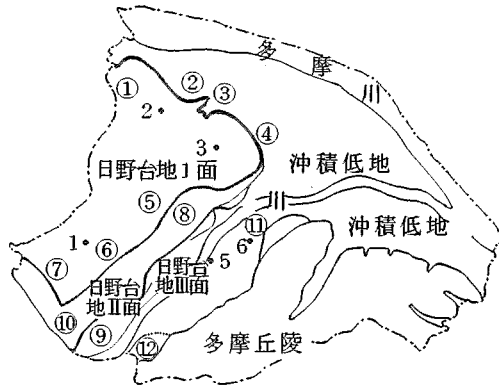 多摩川
① ② ③
2
3 ④
日野台地Ⅰ面
沖積低地
⑤ ⑧
川 沖積低地
1 ⑥ ⑪
6
5
⑦
日野台地Ⅱ面
日野台地Ⅲ面
⑩ ⑨ ⑫
多摩丘陵